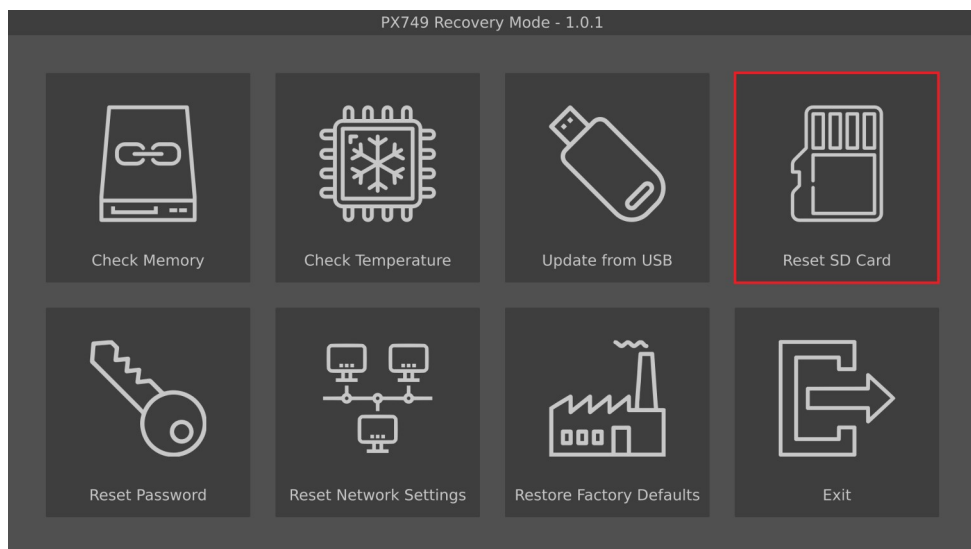 PX749 Recovery Mode - 1.0.1
Check Memory
Check Temperature
Update from USB
Reset SD Card
Reset Password
Reset Network Settings
Restore Factory Defaults
Exit